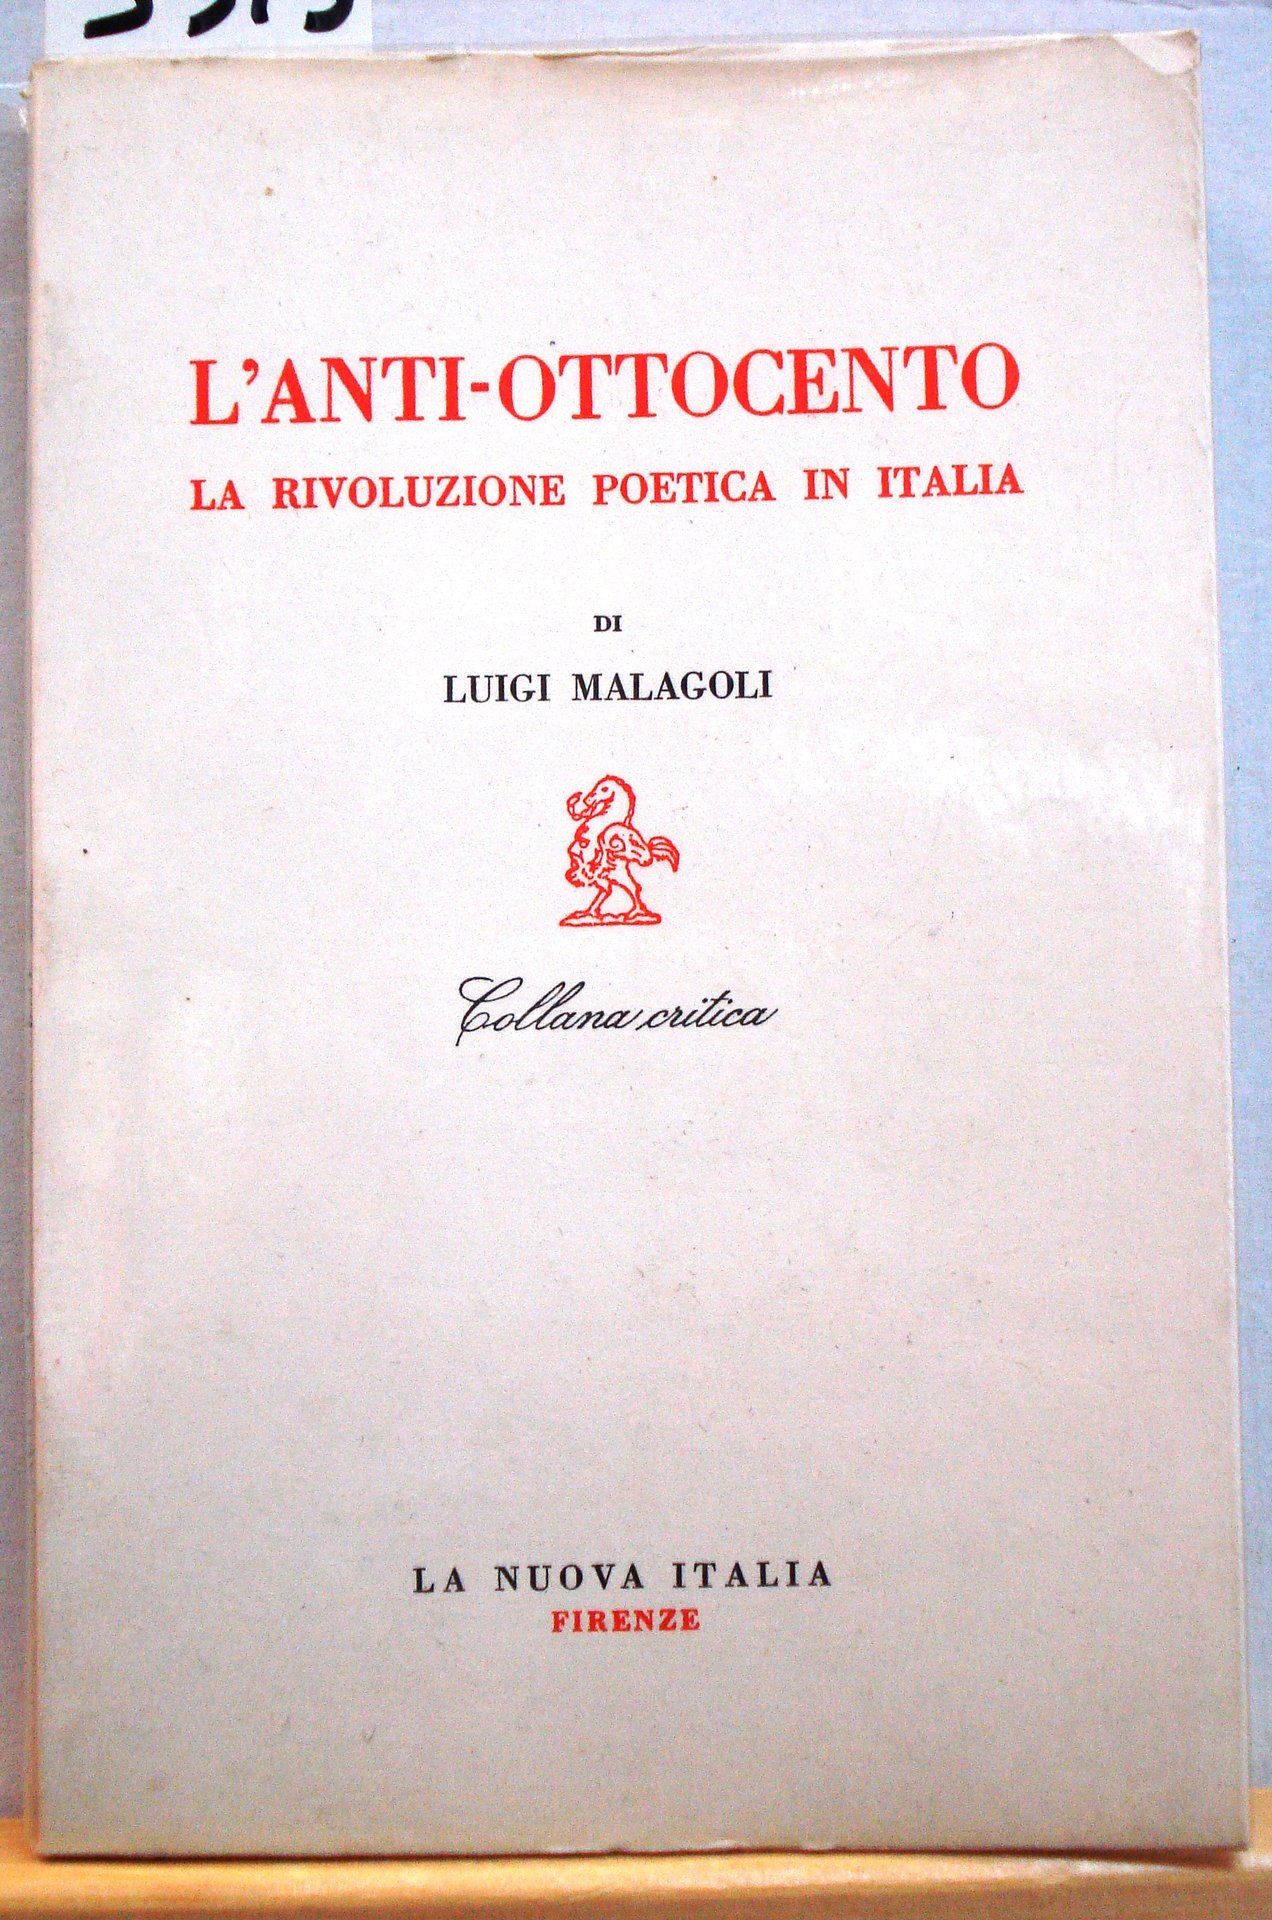 L'ANTI-OTTOCENTO
LA RIVOLUZIONE POETICA IN ITALIA
DI
LUIGI MALAGOLI
Collana critica
LA NUOVA ITALIA
FIRENZE